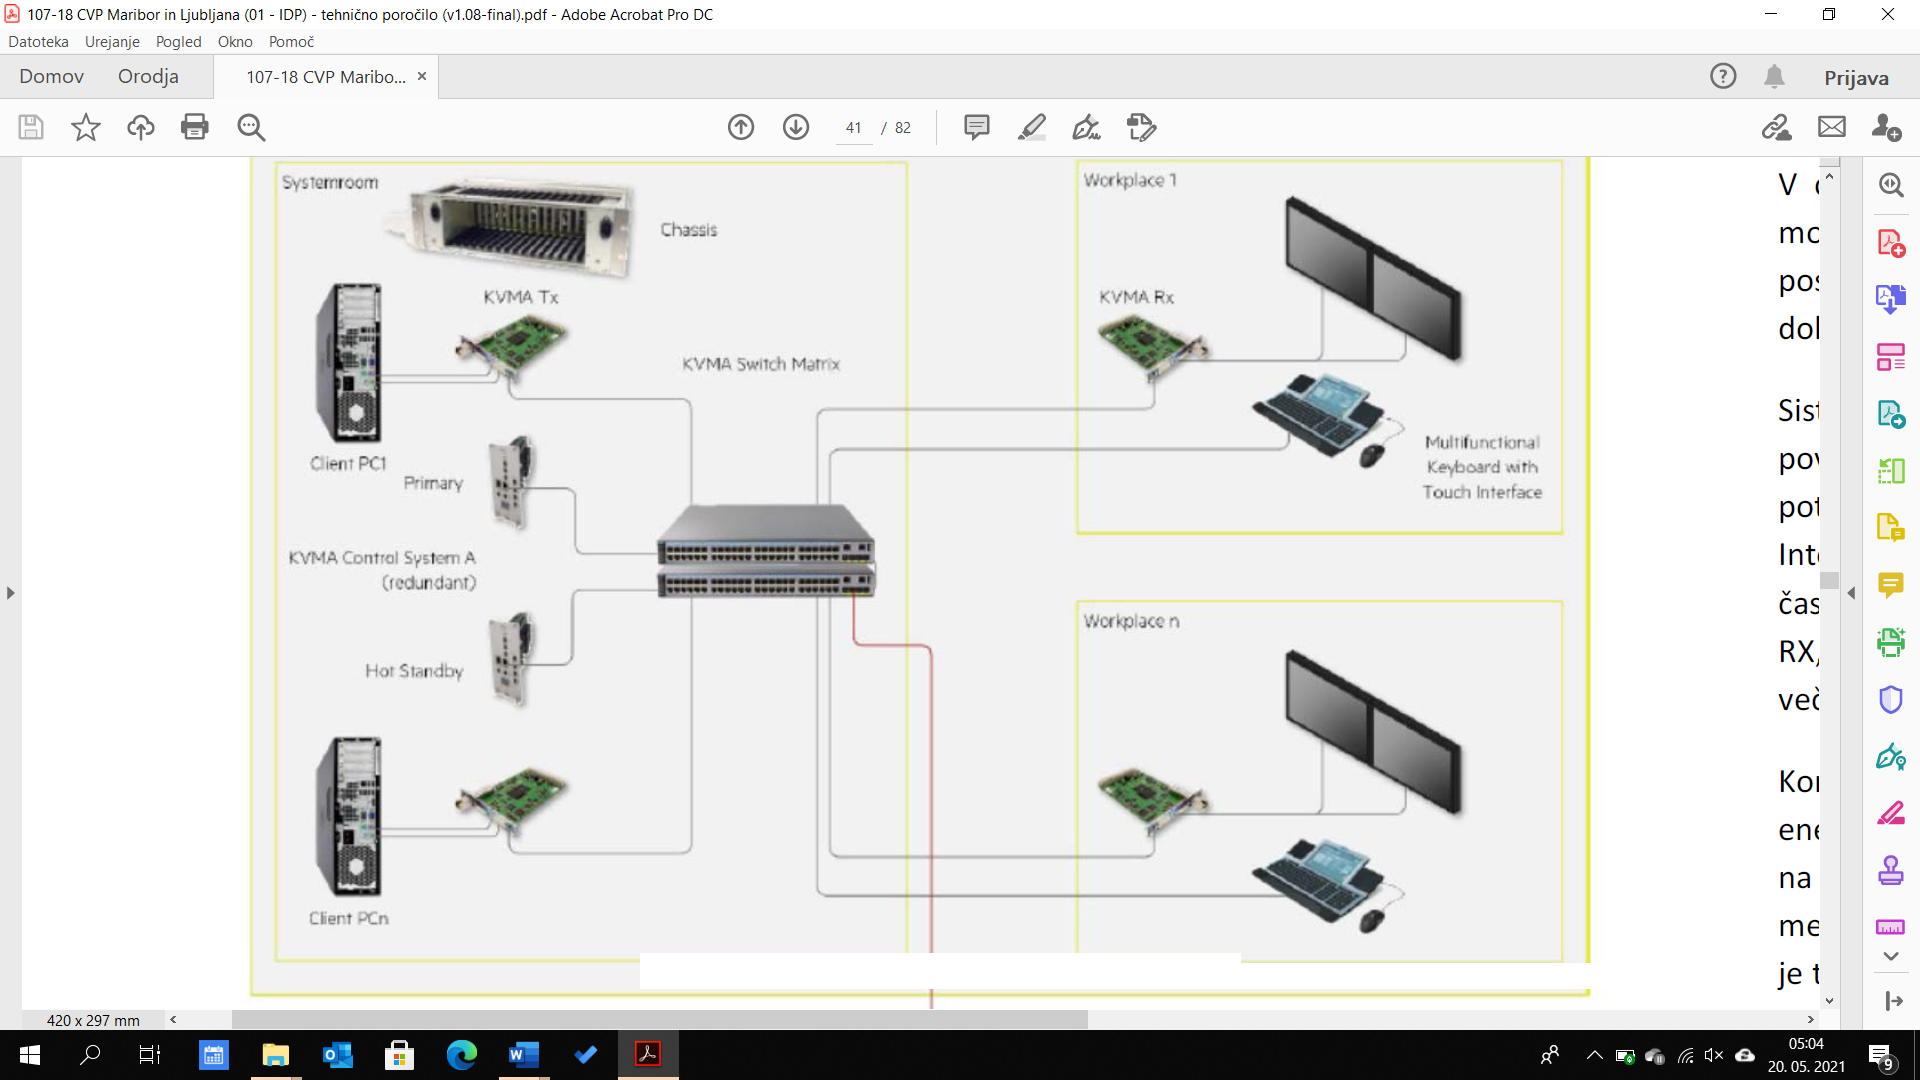 107-18 CVP Maribor in Ljubljana (01 - IDP) - tehnično poročilo (v1.08-final).pdf - Adobe Acrobat Pro DC
Datoteka Urejanje Pogled Okno Pomoč
Domov Orodja 107-18 CVP Maribo... × Prijava
41 / 82
Systemroom
Chassis
KVMA Tx
KVMA Switch Matrix
Client PC1
Primary
KVMA Control System A
(redundant)
Hot Standby
Client PCn
Workplace 1
KVMA Rx
Multifunctional
Keyboard with
Touch Interface
Workplace n
V
mo
pos
Sist
pov
pot
Inte
čas
RX,
več
Kor
ene
na
me
je t
420 x 297 mm
05:04
20. 05. 2021
9